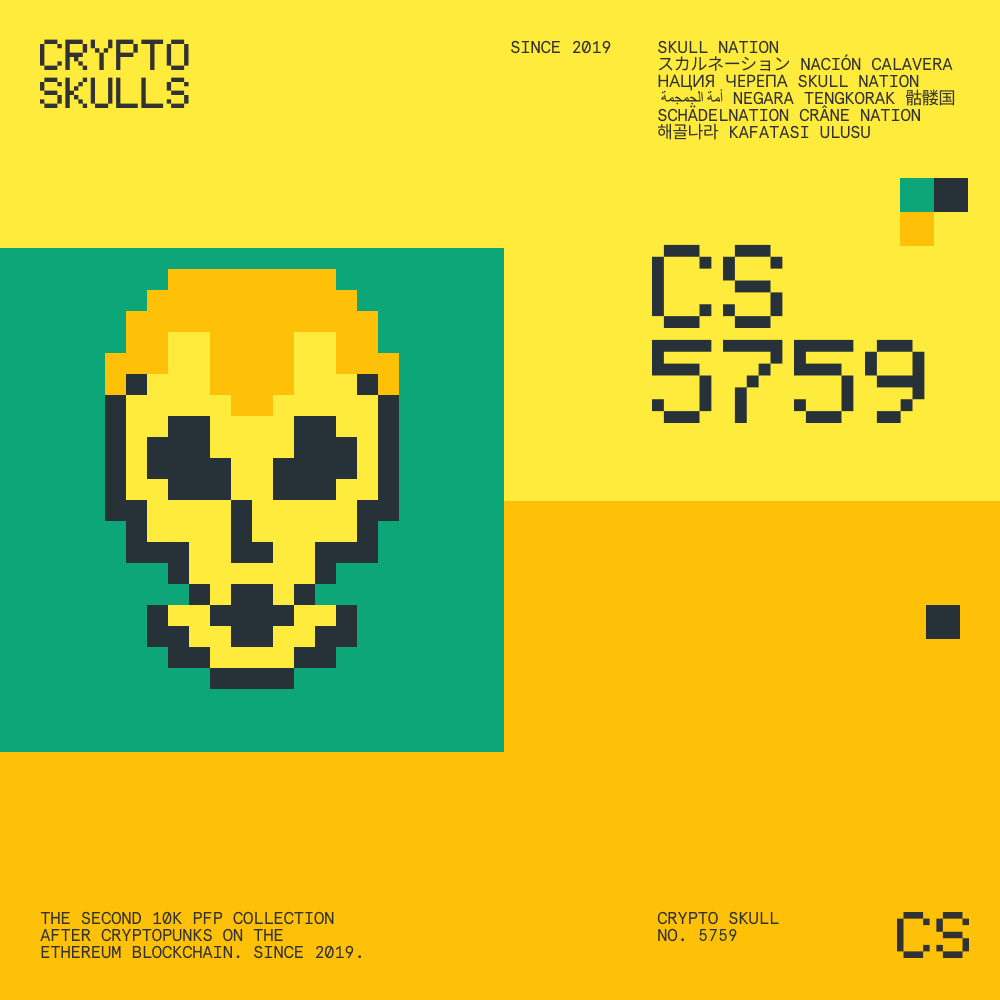 CRYPTO
SKULLS
SINCE 2019
SKULL NATION
スカルネーション NACIÓN CALAVERA
НАЦИЯ ЧЕРЕПА SKULL NATION
أمة الجمجمة NEGARA TENGKORAK 骷髅国
SCHÄDELNATION CRÂNE NATION
해골나라 KAFATASI ULUSU
CS
5759
THE SECOND 10K PFP COLLECTION
AFTER CRYPTOPUNKS ON THE
ETHEREUM BLOCKCHAIN. SINCE 2019.
CRYPTO SKULL
NO. 5759
CS